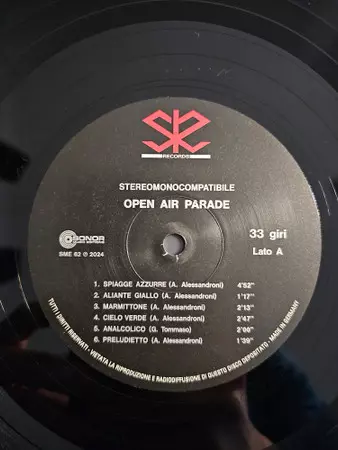 SR
RECORDS
STEREOMONOCOMPATIBILE
OPEN AIR PARADE
33 giri
Lato A
SONOR
SME 62 ℗ 2024
1. SPIAGGE AZZURRE (A. Alessandroni) 4'52"
2. ALIANTE GIALLO (A. Alessandroni) 1'17"
3. MARMITTONE (A. Alessandroni) 2'13"
4. CIELO VERDE (A. Alessandroni) 2'47"
5. ANALCOLICO (G. Tommaso) 2'00"
6. PRELUDIETTO (A. Alessandroni) 1'39"
TUTTI I DIRITTI RISERVATI - VIETATA LA RIPRODUZIONE E RADIODIFFUSIONE DI QUESTO DISCO DEPOSITATO - MADE IN GERMANY